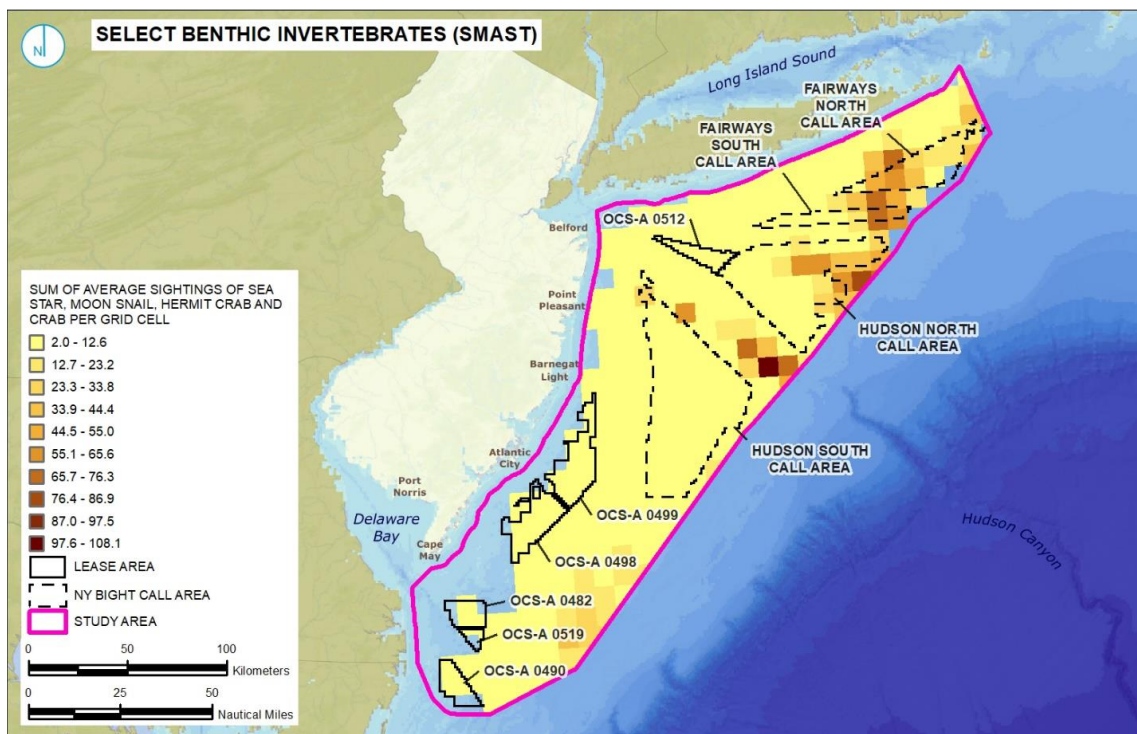 N
SELECT BENTHIC INVERTEBRATES (SMAST)
Long Island Sound
FAIRWAYS
NORTH
CALL AREA
FAIRWAYS
SOUTH
CALL AREA
OCS-A 0512
Belford
Point
Pleasant
Barnegat
Light
HUDSON NORTH
CALL AREA
HUDSON SOUTH
CALL AREA
Atlantic
City
Port
Norris
Delaware
Bay
Cape
May
OCS-A 0499
OCS-A 0498
OCS-A 0482
OCS-A 0519
OCS-A 0490
Hudson Canyon
SUM OF AVERAGE SIGHTINGS OF SEA
STAR, MOON SNAIL, HERMIT CRAB AND
CRAB PER GRID CELL
2.0 - 12.6
12.7 - 23.2
23.3 - 33.8
33.9 - 44.4
44.5 - 55.0
55.1 - 65.6
65.7 - 76.3
76.4 - 86.9
87.0 - 97.5
97.6 - 108.1
LEASE AREA
NY BIGHT CALL AREA
STUDY AREA
0 50 100
Kilometers
0 25 50
Nautical Miles